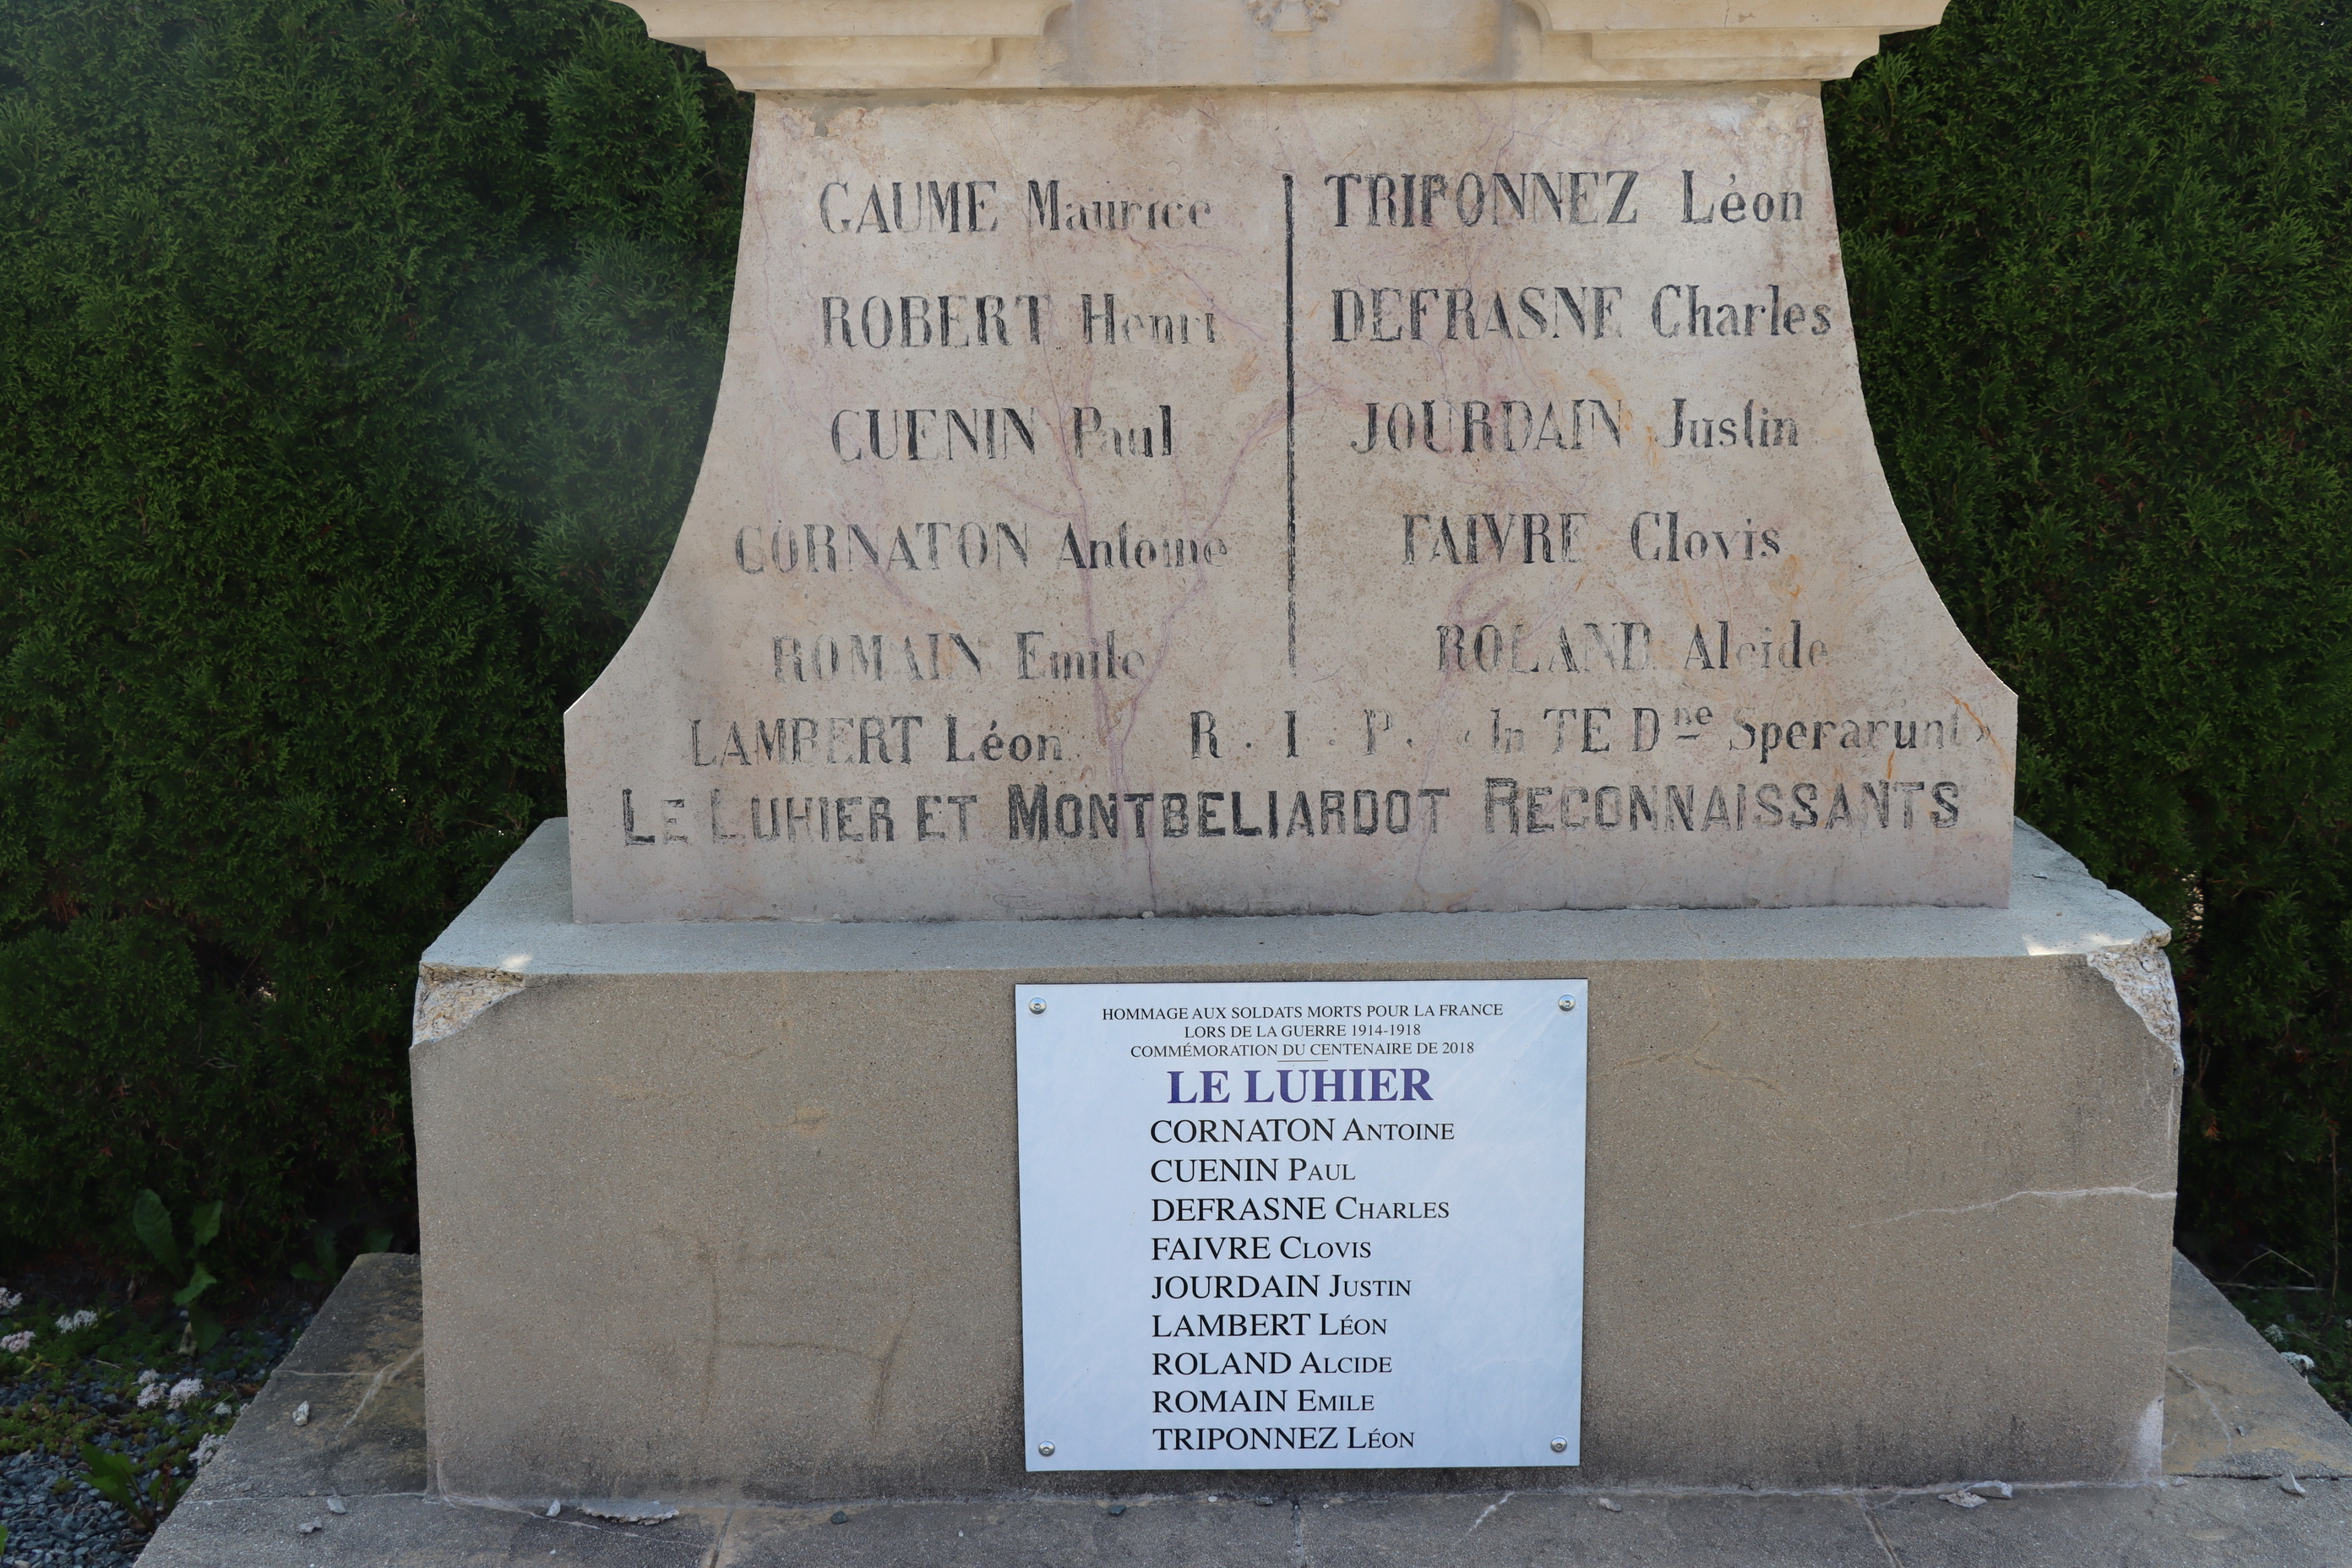 GAUME Maurice
ROBERT Henri
CUENIN Paul
CORNATON Antoine
ROMAIN Emile
TRIPONNEZ Léon
DEFRASNE Charles
JOURDAIN Justin
FAIVRE Clovis
ROLAND Alcide
LAMBERT Léon R. I. P. « In TE Dⁿᵉ Sperarunt »
LE LUHIER ET MONTBELIARDOT RECONNAISSANTS
HOMMAGE AUX SOLDATS MORTS POUR LA FRANCE
LORS DE LA GUERRE 1914-1918
COMMÉMORATION DU CENTENAIRE DE 2018
LE LUHIER
CORNATON ANTOINE
CUENIN PAUL
DEFRASNE CHARLES
FAIVRE CLOVIS
JOURDAIN JUSTIN
LAMBERT LÉON
ROLAND ALCIDE
ROMAIN EMILE
TRIPONNEZ LÉON